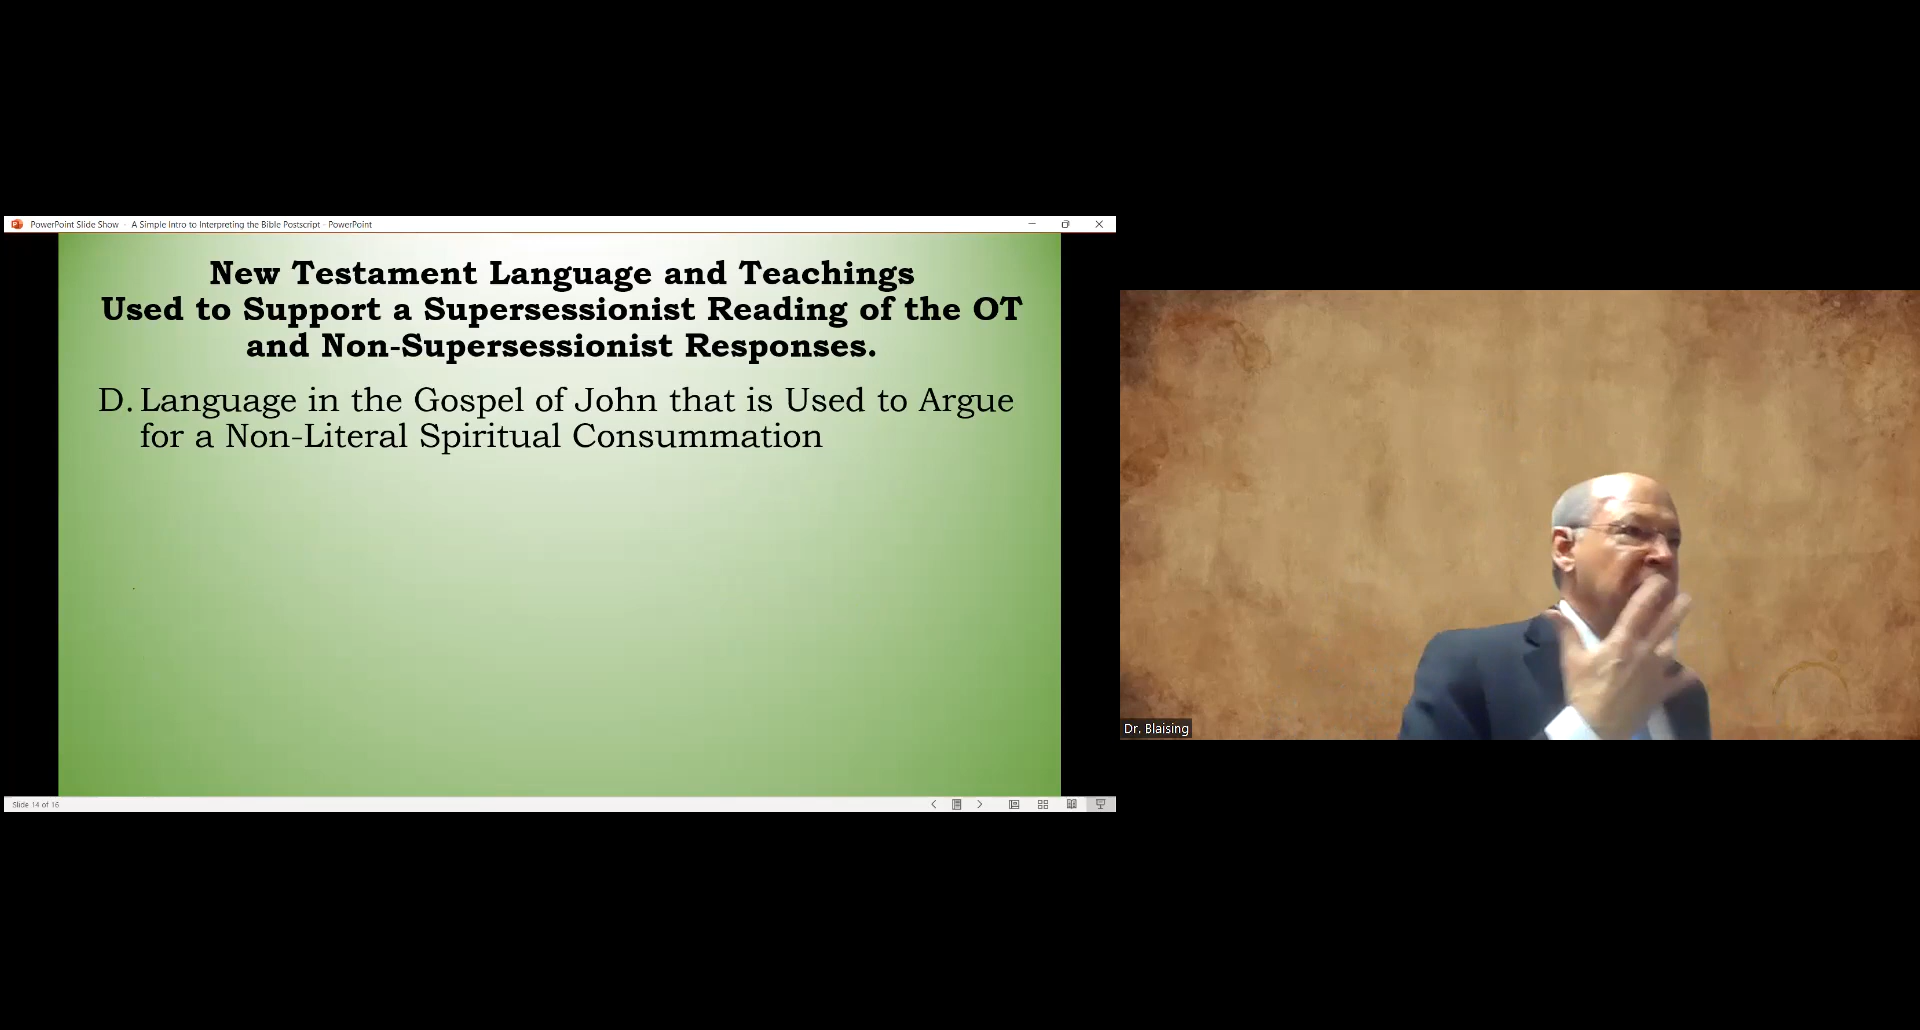 PowerPoint Slide Show - A Simple Intro to Interpreting the Bible Postscript - PowerPoint
New Testament Language and Teachings
Used to Support a Supersessionist Reading of the OT
and Non-Supersessionist Responses.
D. Language in the Gospel of John that is Used to Argue
for a Non-Literal Spiritual Consummation
Dr. Blaising
Slide 14 of 16